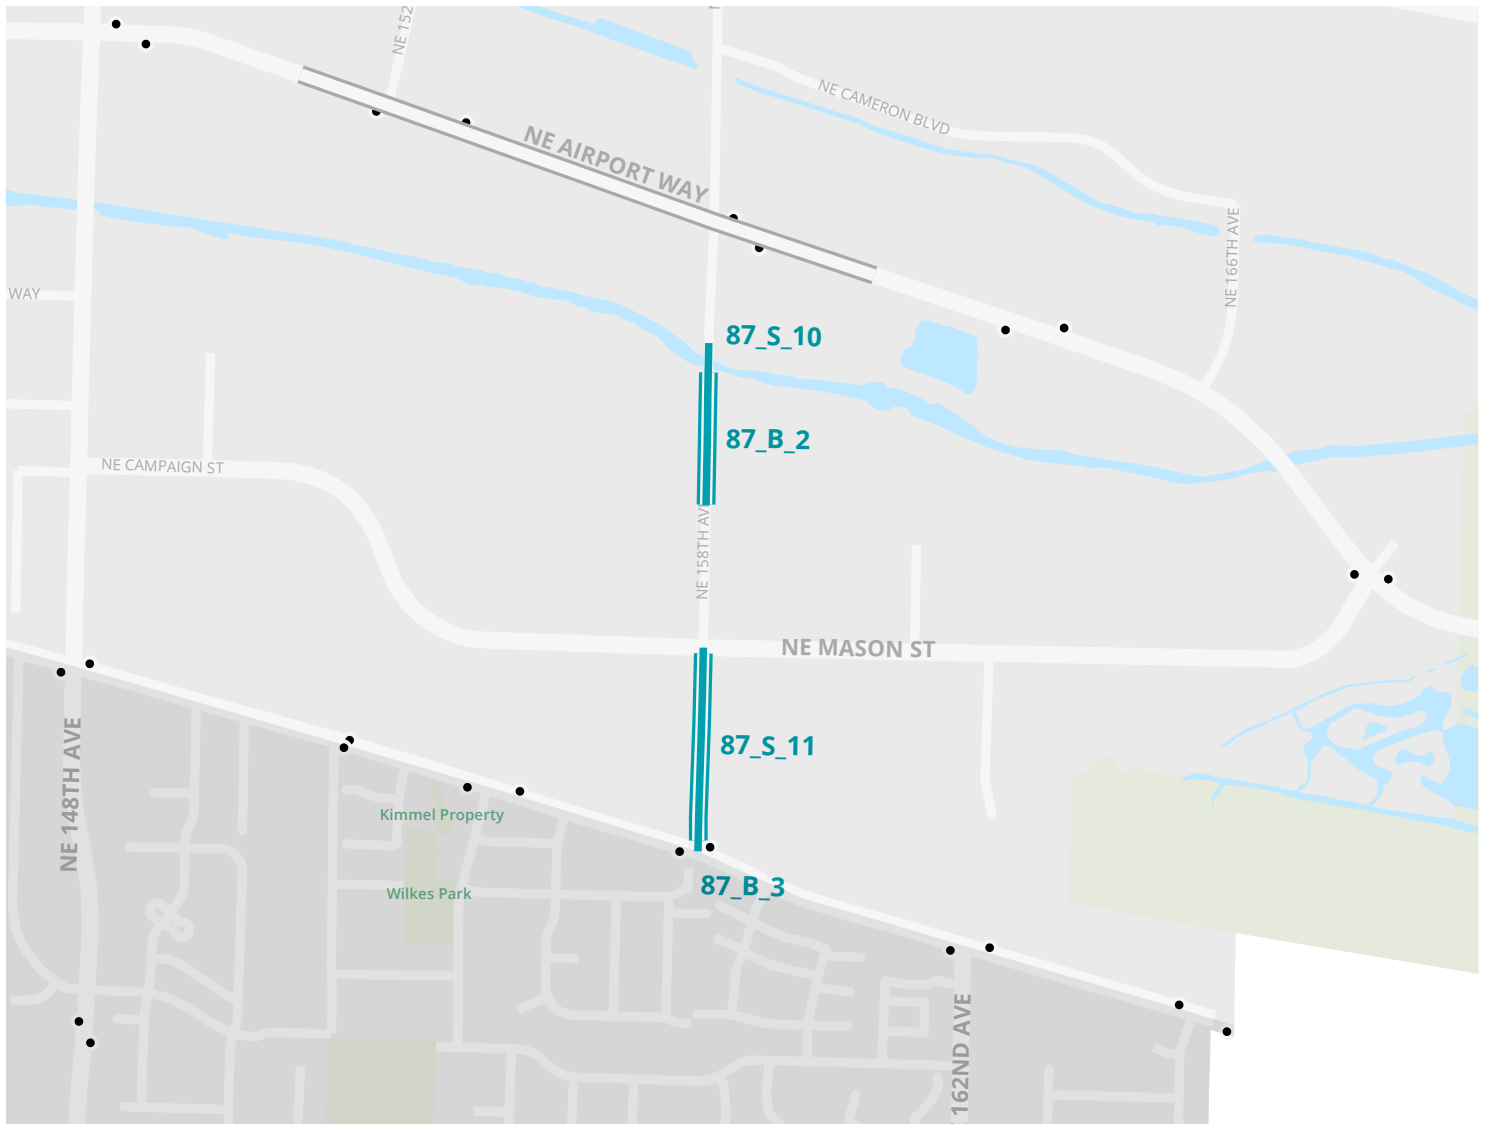 NE 152
NE CAMERON BLVD
NE AIRPORT WAY
NE 166TH AVE
WAY
87_S_10
87_B_2
NE CAMPAIGN ST
NE 158TH AV
NE MASON ST
87_S_11
NE 148TH AVE
Kimmel Property
87_B_3
Wilkes Park
162ND AVE